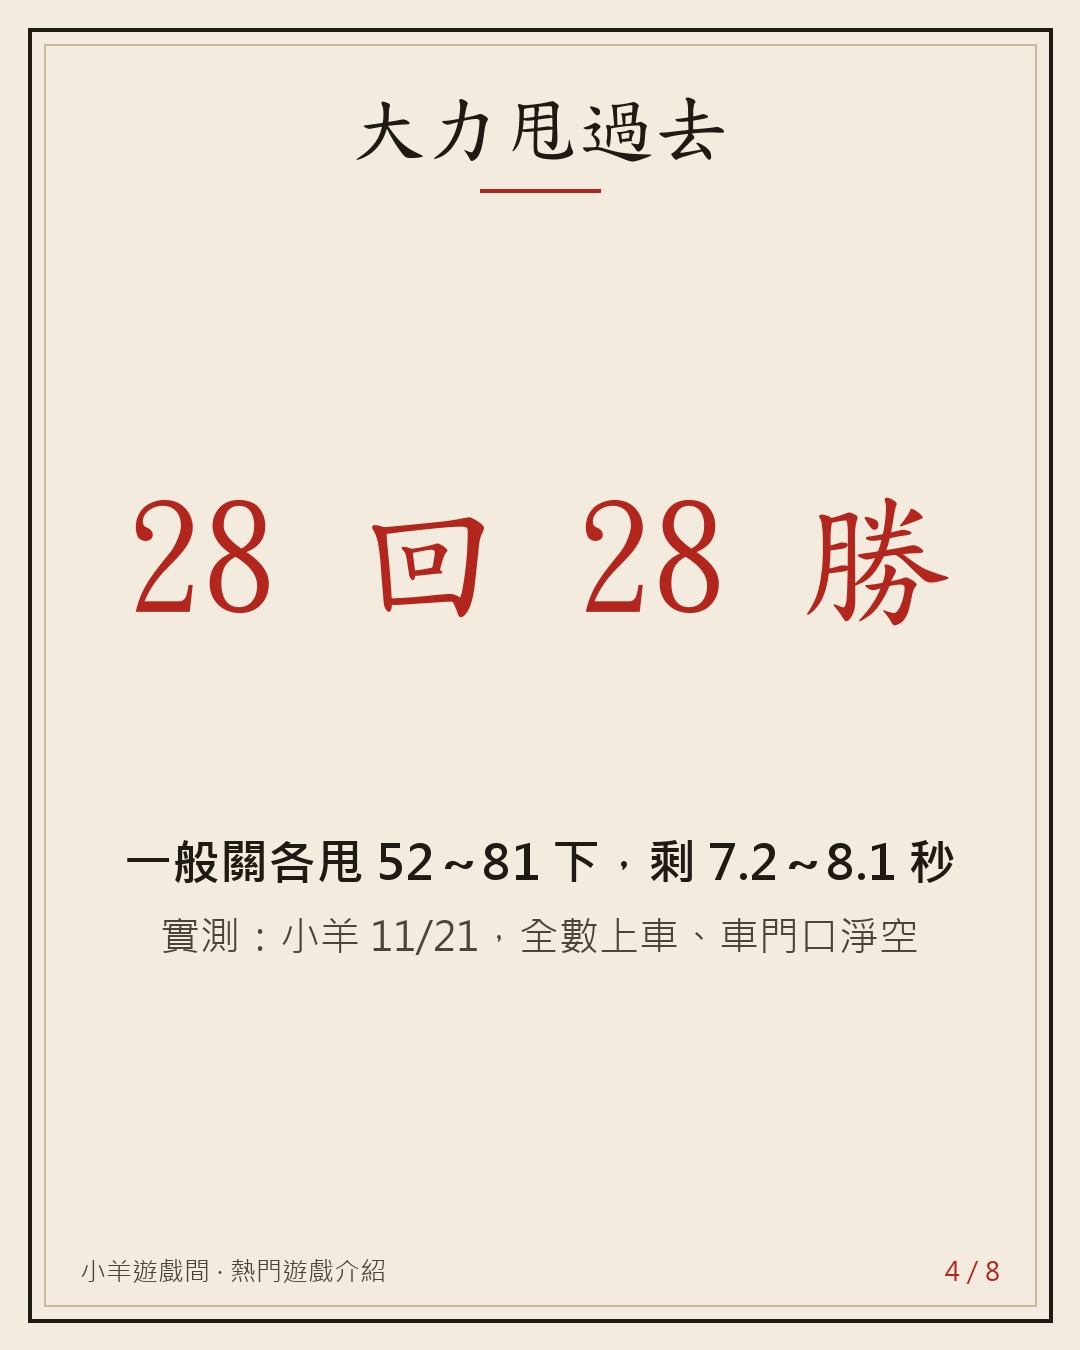 大力甩過去
28 回 28 勝
一般關各甩 52～81 下，剩 7.2～8.1 秒
實測：小羊 11/21，全數上車、車門口淨空
小羊遊戲間 · 熱門遊戲介紹
4 / 8